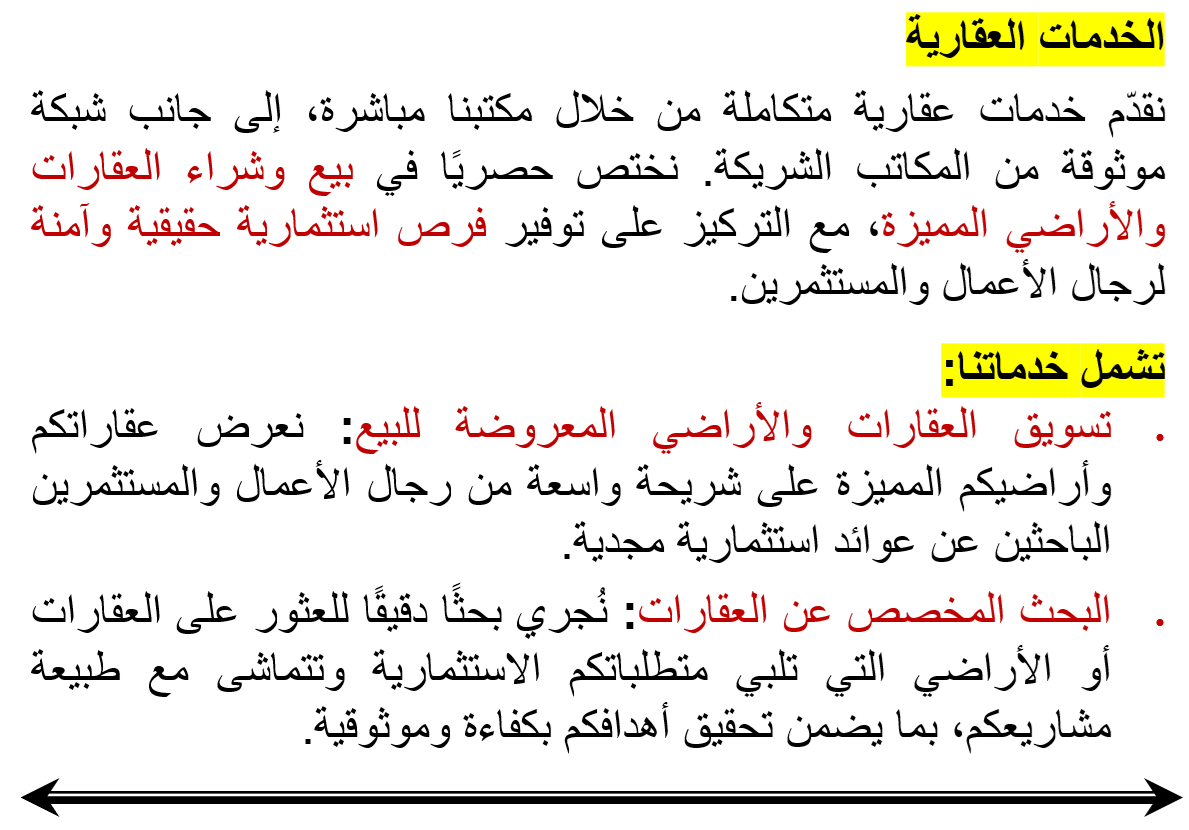 الخدمات العقارية
نقدّم خدمات عقارية متكاملة من خلال مكتبنا مباشرة، إلى جانب شبكة
موثوقة من المكاتب الشريكة. نختص حصريًا في بيع وشراء العقارات
والأراضي المميزة، مع التركيز على توفير فرص استثمارية حقيقية وآمنة
لرجال الأعمال والمستثمرين.
تشمل خدماتنا:
. تسويق العقارات والأراضي المعروضة للبيع: نعرض عقاراتكم
وأراضيكم المميزة على شريحة واسعة من رجال الأعمال والمستثمرين
الباحثين عن عوائد استثمارية مجدية.
. البحث المخصص عن العقارات: نُجري بحثًا دقيقًا للعثور على العقارات
أو الأراضي التي تلبي متطلباتكم الاستثمارية وتتماشى مع طبيعة
مشاريعكم، بما يضمن تحقيق أهدافكم بكفاءة وموثوقية.